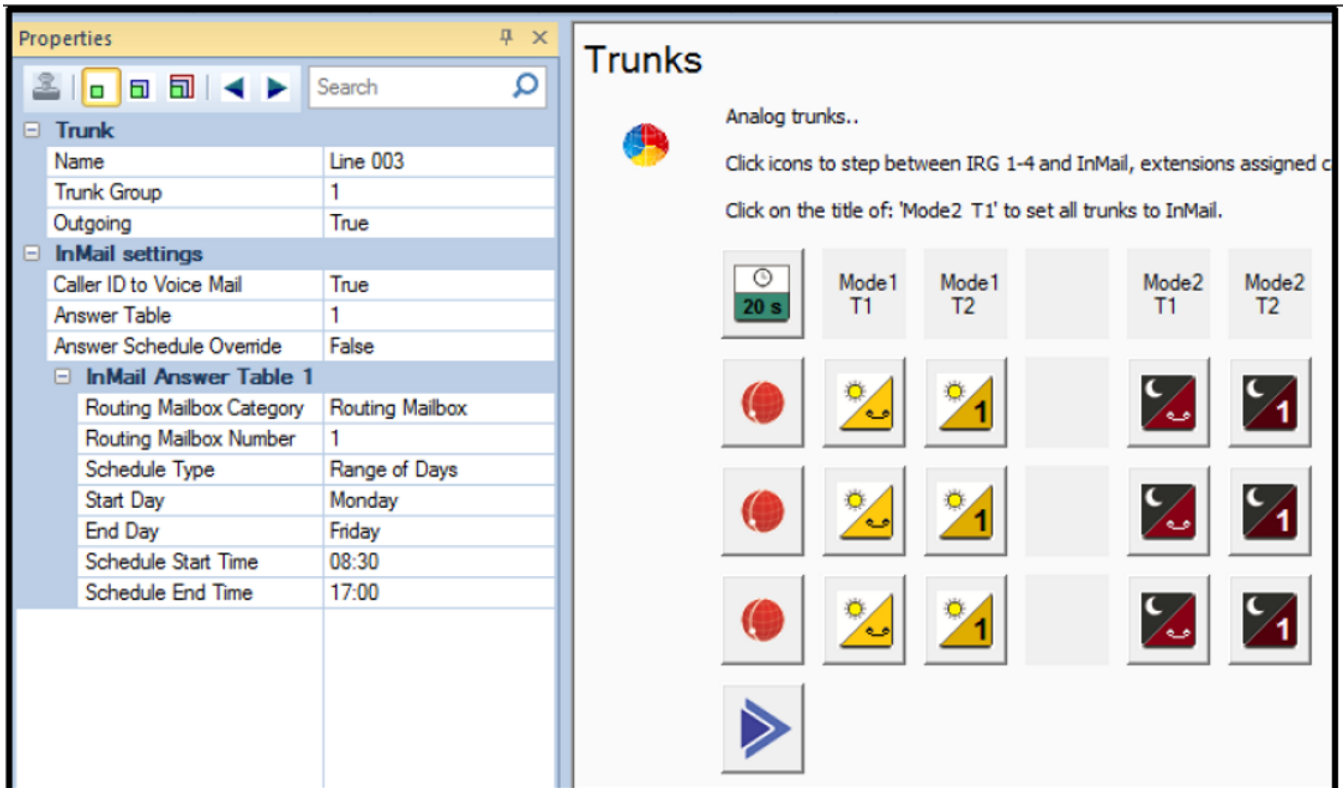 Properties
Search
Trunk
Name Line 003
Trunk Group 1
Outgoing True
InMail settings
Caller ID to Voice Mail True
Answer Table 1
Answer Schedule Override False
InMail Answer Table 1
Routing Mailbox Category Routing Mailbox
Routing Mailbox Number 1
Schedule Type Range of Days
Start Day Monday
End Day Friday
Schedule Start Time 08:30
Schedule End Time 17:00
Trunks
Analog trunks..
Click icons to step between IRG 1-4 and InMail, extensions assigned c
Click on the title of: 'Mode2 T1' to set all trunks to InMail.
20 s
Mode1 T1
Mode1 T2
Mode2 T1
Mode2 T2
1 1
1 1
1 1